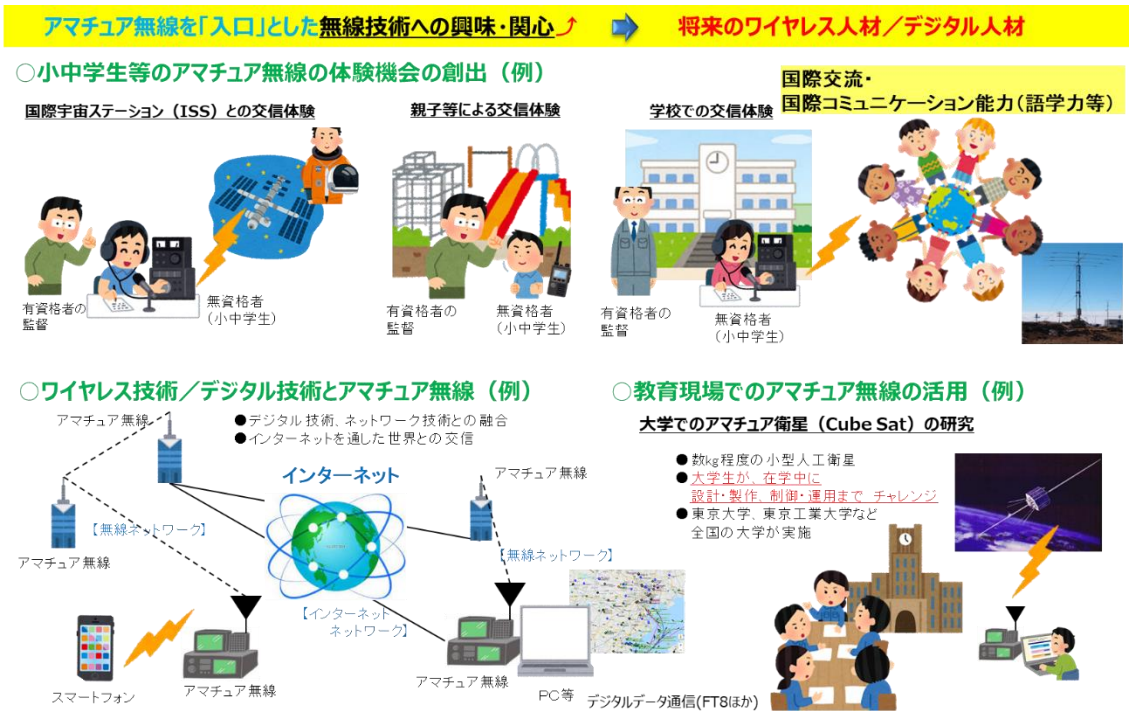 アマチュア無線を「入口」とした無線技術への興味・関心
将来のワイヤレス人材／デジタル人材
○小中学生等のアマチュア無線の体験機会の創出（例）
国際交流・
国際コミュニケーション能力（語学力等）
国際宇宙ステーション（ISS）との交信体験
親子等による交信体験
学校での交信体験
有資格者の
監督
無資格者
（小中学生）
有資格者の
監督
無資格者
（小中学生）
有資格者の
監督
無資格者
（小中学生）
○ワイヤレス技術／デジタル技術とアマチュア無線（例）
アマチュア無線
●デジタル技術、ネットワーク技術との融合
●インターネットを通した世界との交信
インターネット
アマチュア無線
【無線ネットワーク】
アマチュア無線
【無線ネットワーク】
【インターネット
ネットワーク】
スマートフォン
アマチュア無線
アマチュア無線
PC等
デジタルデータ通信(FT8ほか)
○教育現場でのアマチュア無線の活用（例）
大学でのアマチュア衛星（Cube Sat）の研究
●数kg程度の小型人工衛星
●大学生が、在学中に
設計・製作、制御・運用まで チャレンジ
●東京大学、東京工業大学など
全国の大学が実施